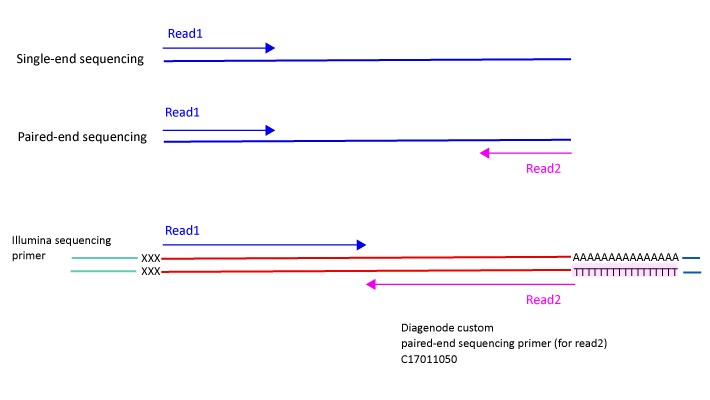 Read1
Single-end sequencing
Read1
Paired-end sequencing
Read2
Read1
Illumina sequencing
primer
XXX AAAAAAAAAAAAAAA
XXX TTTTTTTTTTTTTTTTT
Read2
Diagenode custom
paired-end sequencing primer (for read2)
C17011050